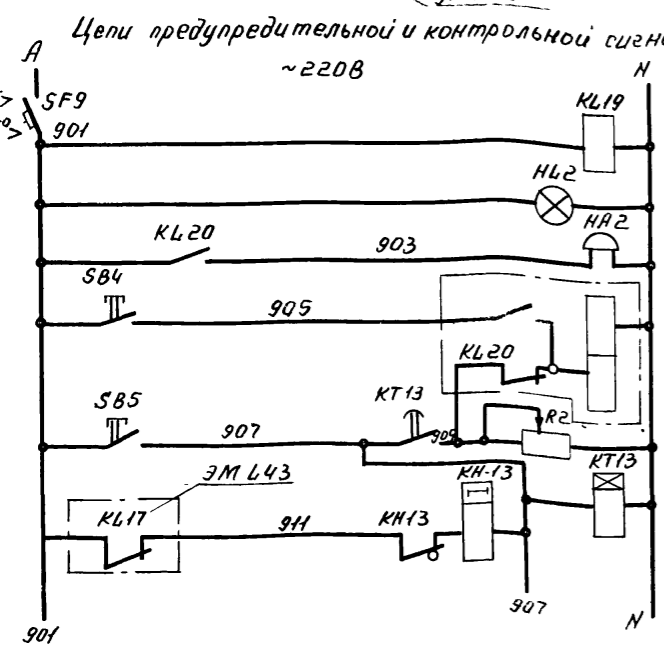 Цепи предупредительной и контрольной сигна
~220В
A
N
SF9
KL19
901
HL2
HA2
KL20
903
SB4
905
KL20
SB5
KT13
907
909
R2
KT13
ЭМ L43
KH-13
KL17
911
KH13
907
N
901